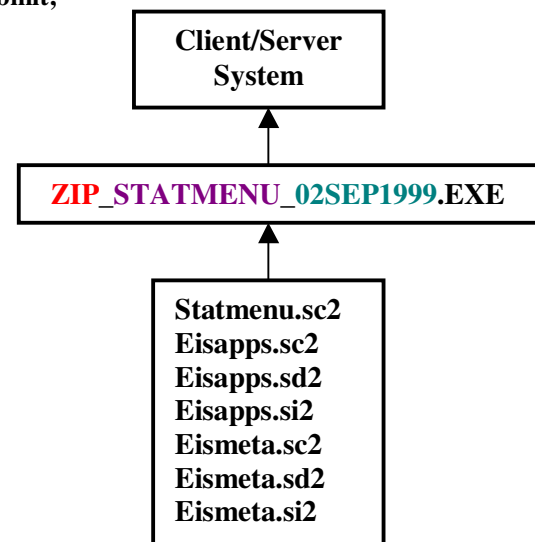 Client/Server
System
ZIP_STATMENU_02SEP1999.EXE
Statmenu.sc2
Eisapps.sc2
Eisapps.sd2
Eisapps.si2
Eismeta.sc2
Eismeta.sd2
Eismeta.si2